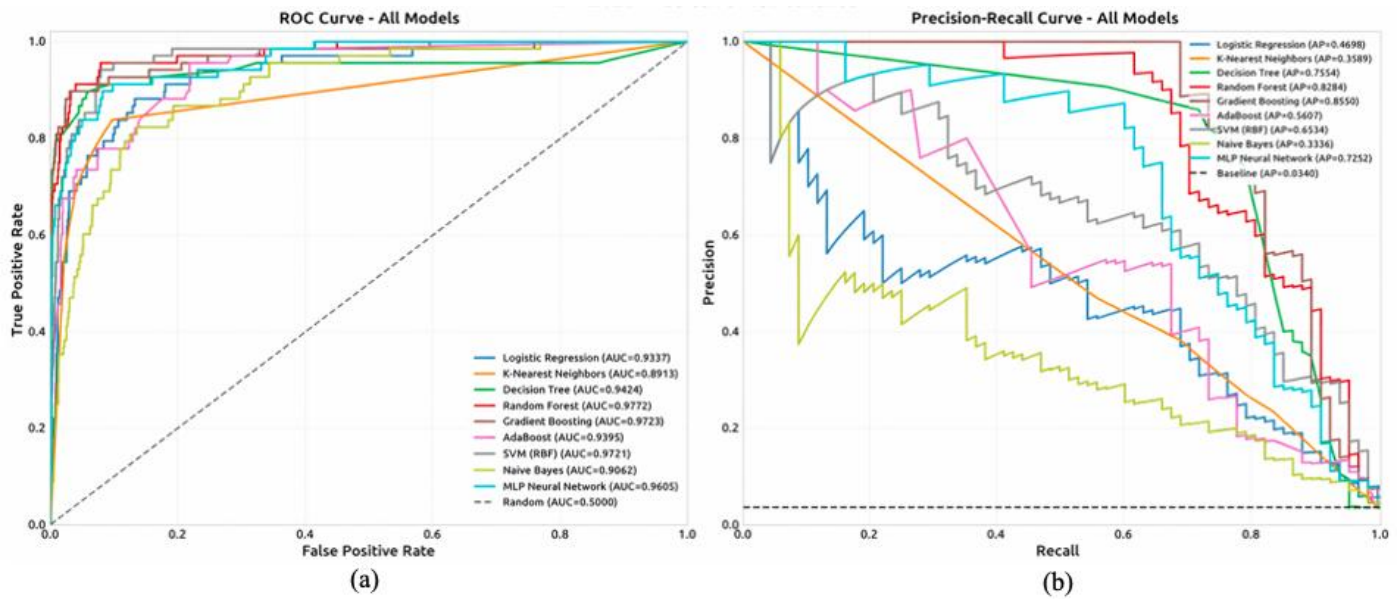 ROC Curve - All Models
1.0
0.8
0.6
0.4
0.2
0.0
True Positive Rate
Logistic Regression (AUC=0.9337)
K-Nearest Neighbors (AUC=0.8913)
Decision Tree (AUC=0.9424)
Random Forest (AUC=0.9772)
Gradient Boosting (AUC=0.9723)
AdaBoost (AUC=0.9395)
SVM (RBF) (AUC=0.9721)
Naive Bayes (AUC=0.9062)
MLP Neural Network (AUC=0.9605)
Random (AUC=0.5000)
0.0 0.2 0.4 0.6 0.8 1.0
False Positive Rate
(a)
Precision-Recall Curve - All Models
1.0
0.8
0.6
0.4
0.2
0.0
Precision
Logistic Regression (AP=0.4698)
K-Nearest Neighbors (AP=0.3589)
Decision Tree (AP=0.7554)
Random Forest (AP=0.8284)
Gradient Boosting (AP=0.8550)
AdaBoost (AP=0.5607)
SVM (RBF) (AP=0.6534)
Naive Bayes (AP=0.3336)
MLP Neural Network (AP=0.7252)
Baseline (AP=0.0340)
0.0 0.2 0.4 0.6 0.8 1.0
Recall
(b)